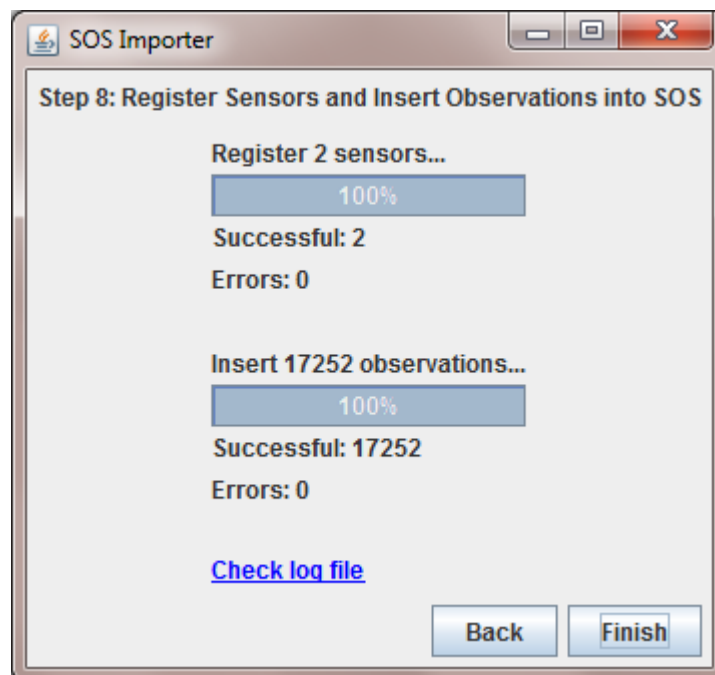 SOS Importer
Step 8: Register Sensors and Insert Observations into SOS
Register 2 sensors...
100%
Successful: 2
Errors: 0
Insert 17252 observations...
100%
Successful: 17252
Errors: 0
Check log file
Back Finish